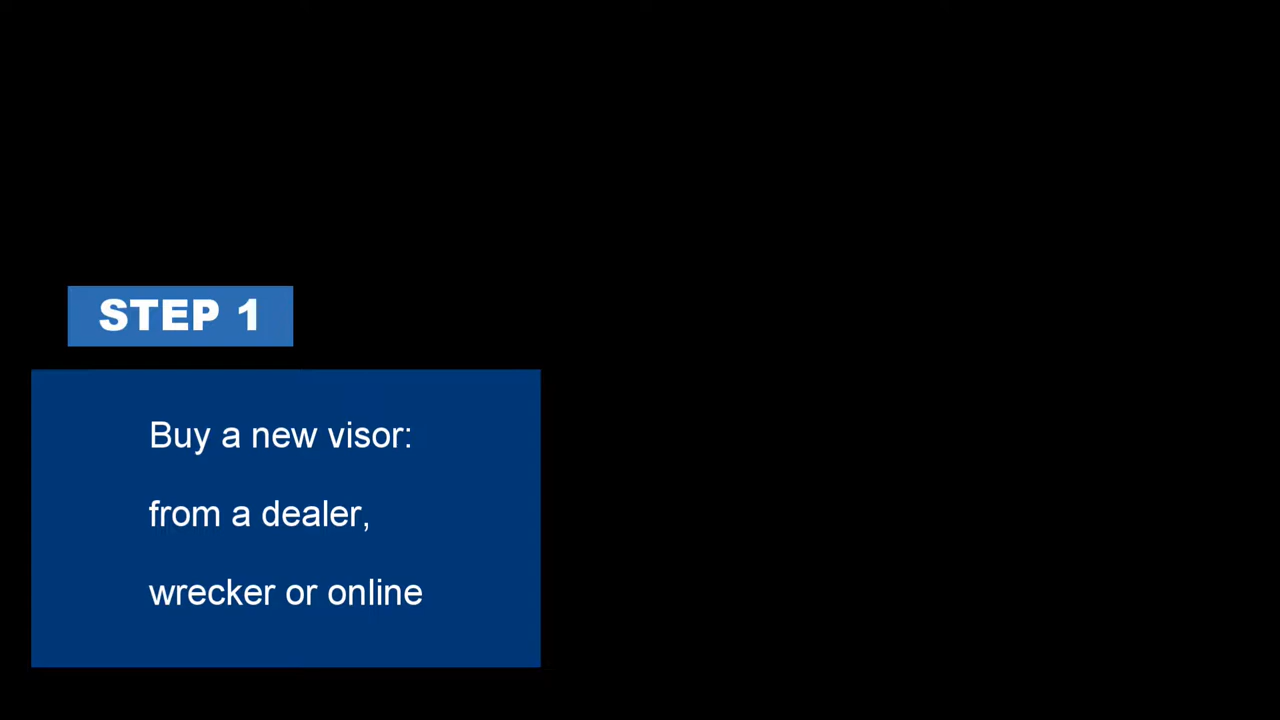 STEP 1
Buy a new visor:
from a dealer,
wrecker or online